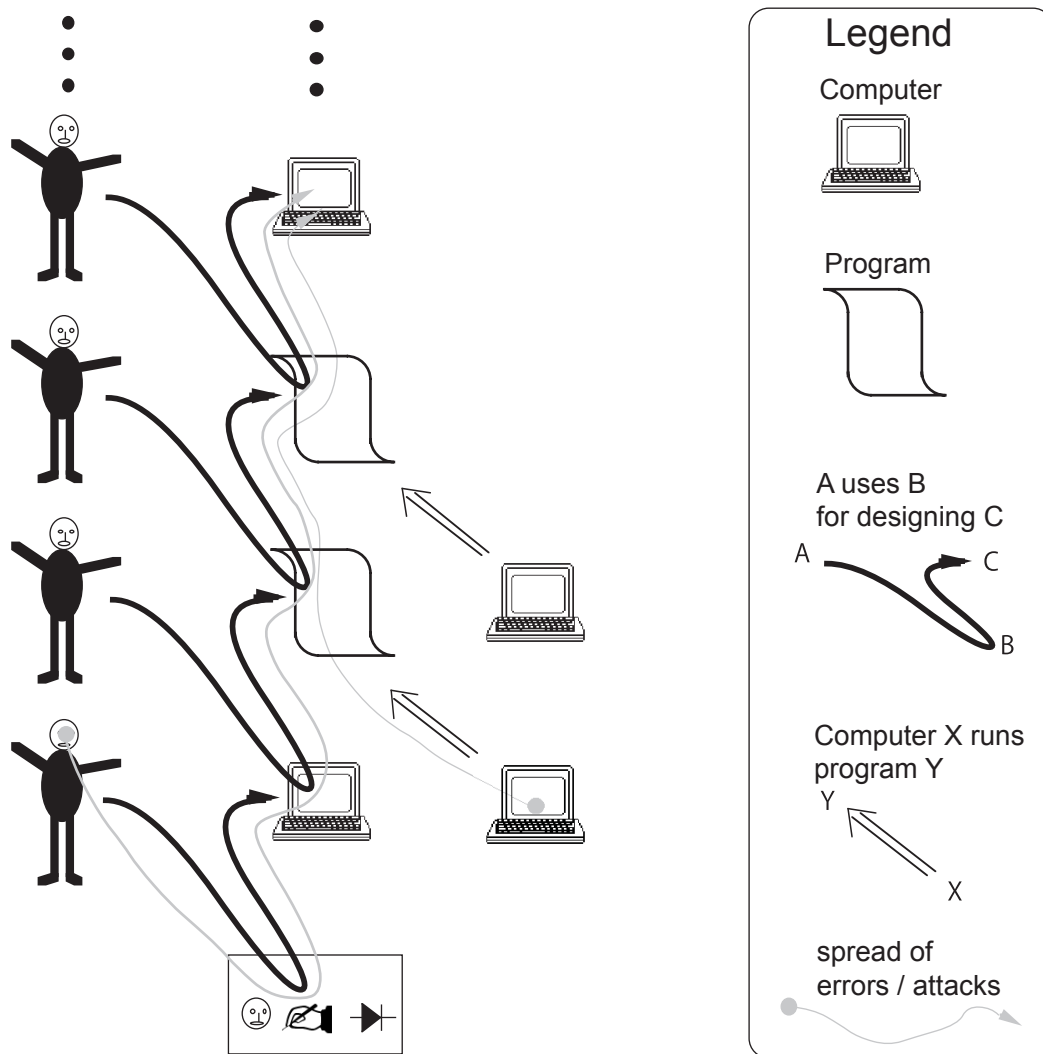 Legend
Computer
Program
A uses B
for designing C
A
C
B
Computer X runs
program Y
Y
X
spread of
errors / attacks